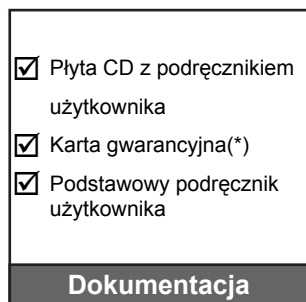 Płyta CD z podręcznikiem
użytkownika
Karta gwarancyjna(*)
Podstawowy podręcznik
użytkownika
Dokumentacja